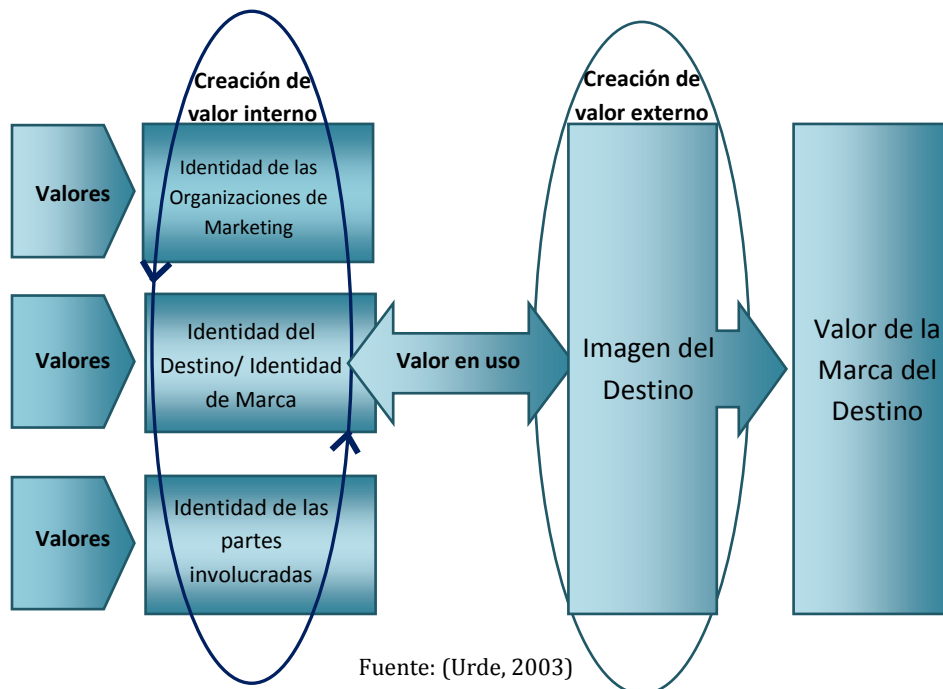 Creación de
valor interno
Creación de
valor externo
Valores
Identidad de las
Organizaciones de
Marketing
Valores
Identidad del
Destino/ Identidad
de Marca
Valor en uso
Imagen del
Destino
Valor de la
Marca del
Destino
Valores
Identidad de las
partes
involucradas
Fuente: (Urde, 2003)